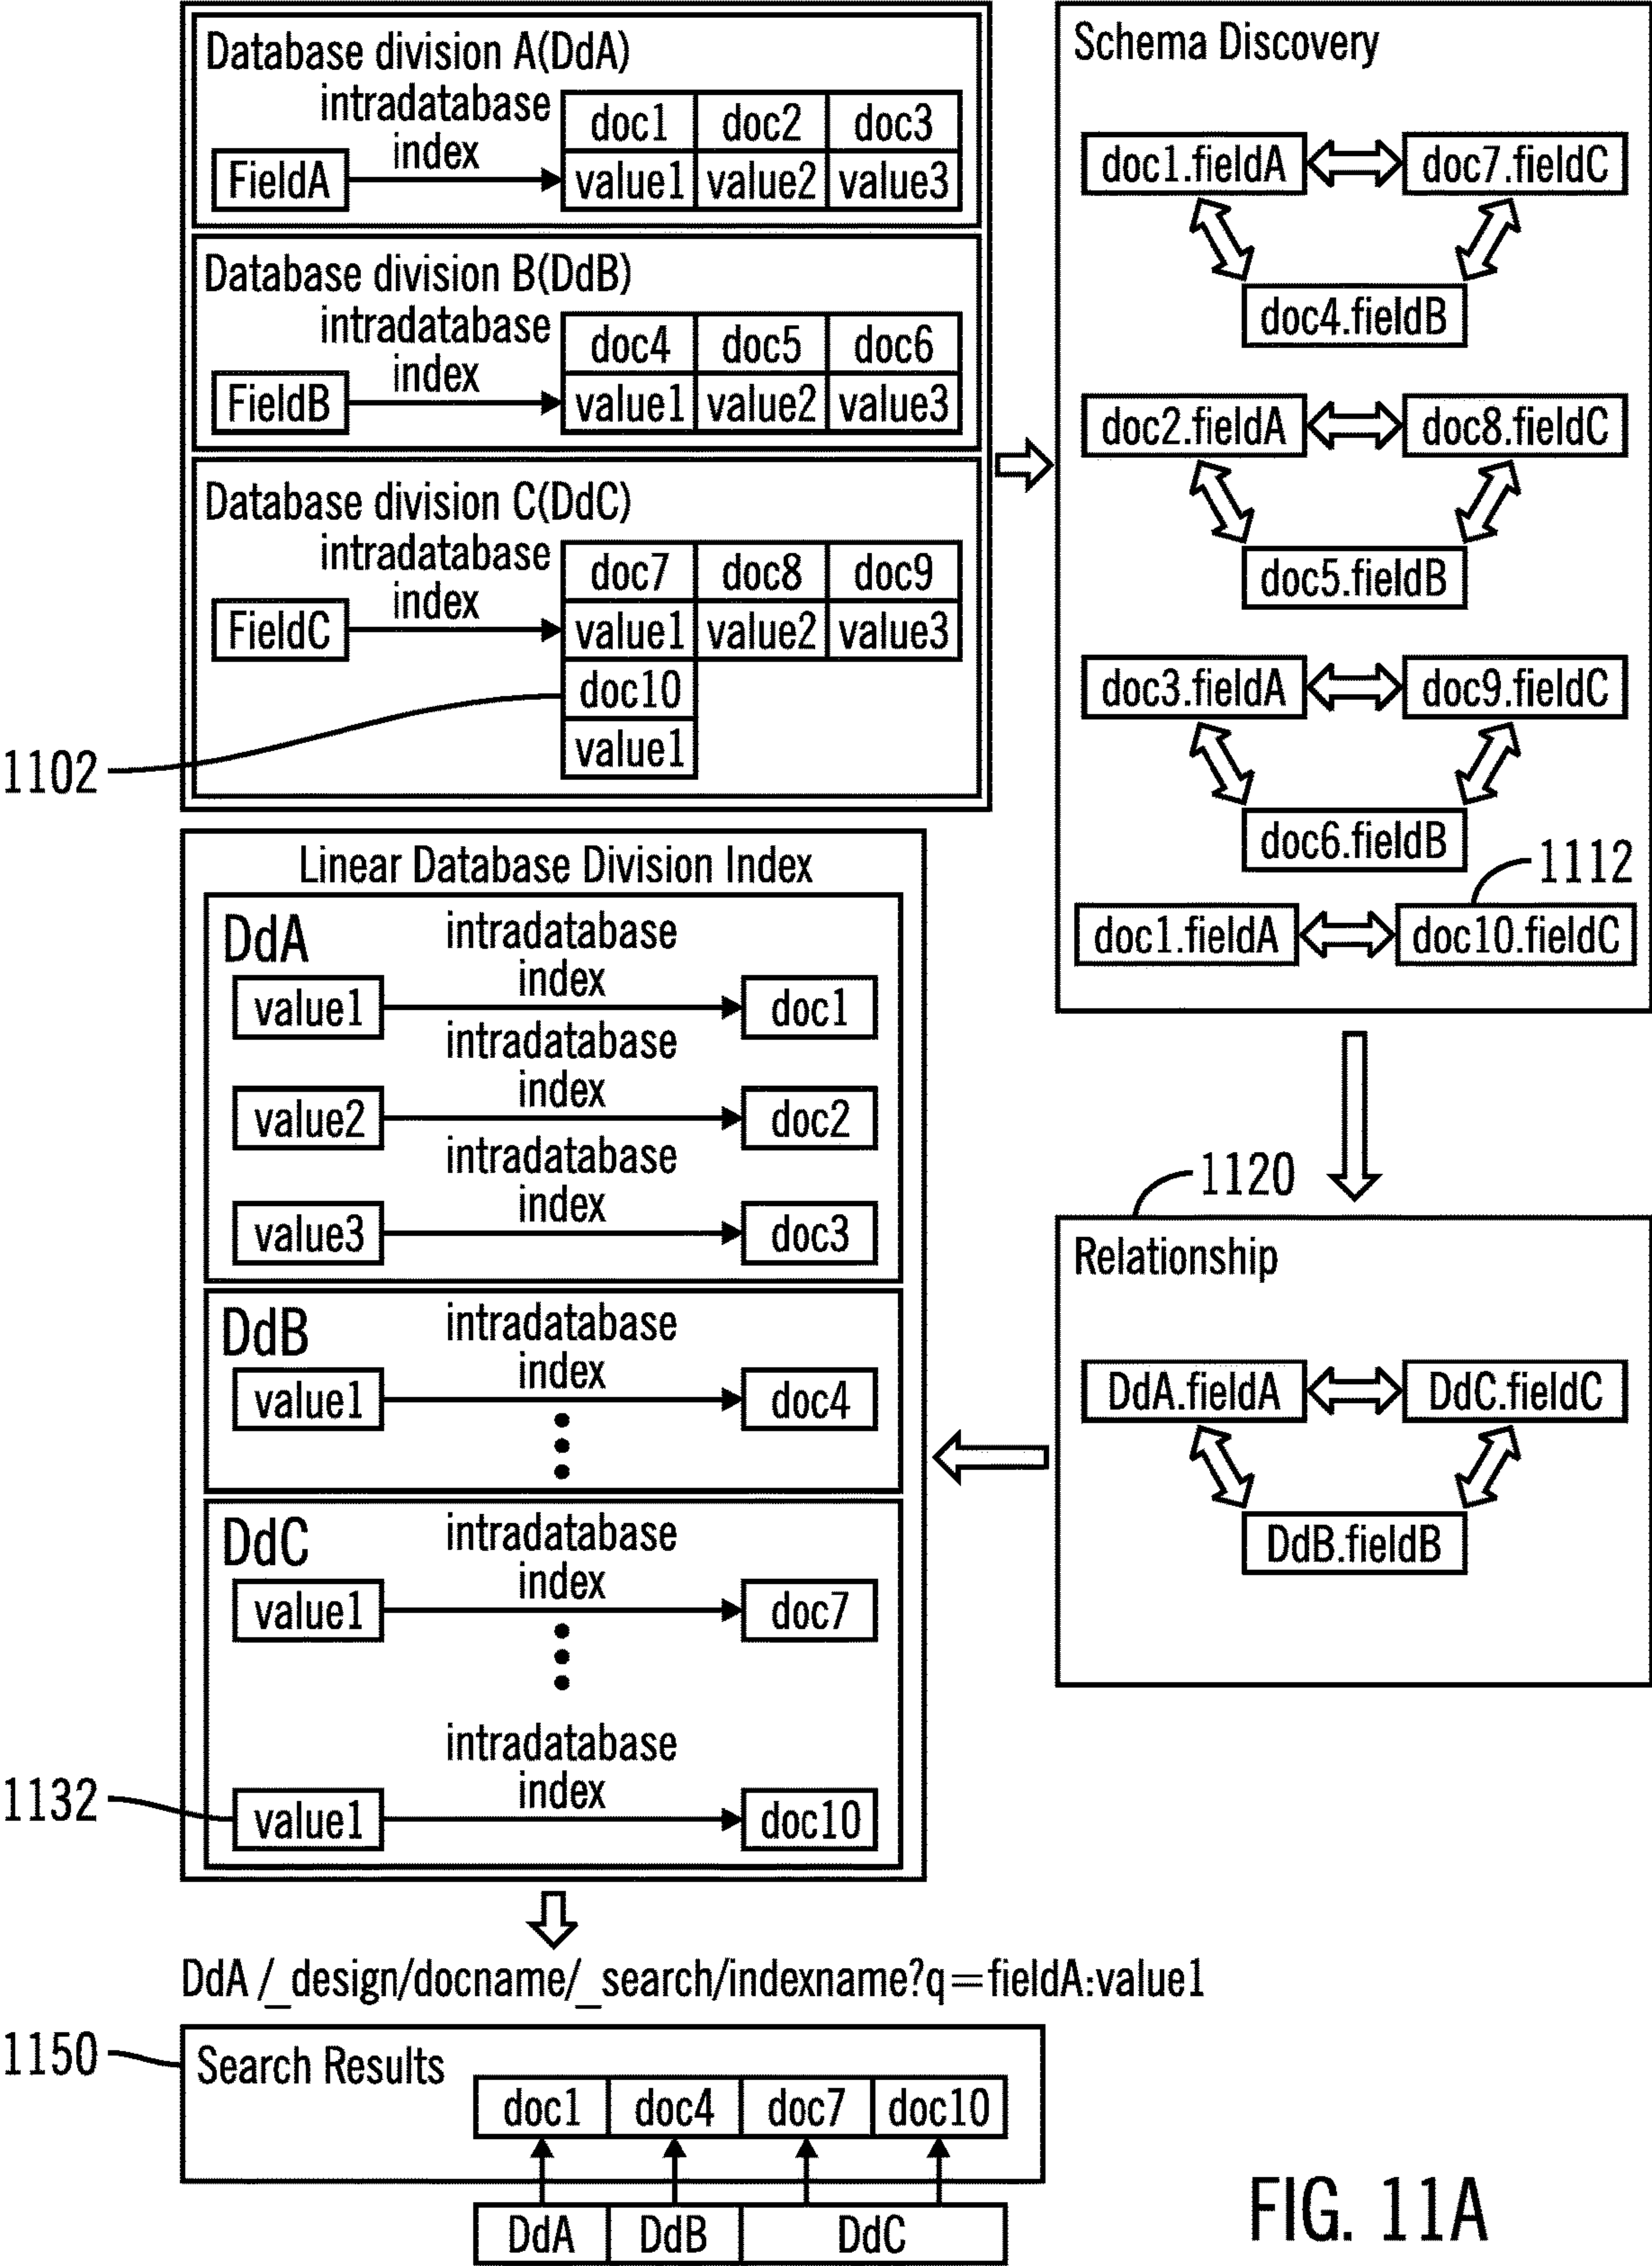 Database division A(DdA)
intradatabase
index
FieldA
doc1 doc2 doc3
value1 value2 value3
Database division B(DdB)
intradatabase
index
FieldB
doc4 doc5 doc6
value1 value2 value3
Database division C(DdC)
intradatabase
index
FieldC
doc7 doc8 doc9
value1 value2 value3
doc10
value1
1102
Schema Discovery
doc1.fieldA doc7.fieldC
doc4.fieldB
doc2.fieldA doc8.fieldC
doc5.fieldB
doc3.fieldA doc9.fieldC
doc6.fieldB
1112
doc1.fieldA doc10.fieldC
1120
Relationship
DdA.fieldA DdC.fieldC
DdB.fieldB
Linear Database Division Index
DdA
intradatabase
index
value1 doc1
intradatabase
index
value2 doc2
intradatabase
index
value3 doc3
DdB
intradatabase
index
value1 doc4
DdC
intradatabase
index
value1 doc7
intradatabase
index
1132
value1 doc10
DdA /_design/docname/_search/indexname?q=fieldA:value1
1150
Search Results
doc1 doc4 doc7 doc10
DdA DdB DdC
FIG. 11A